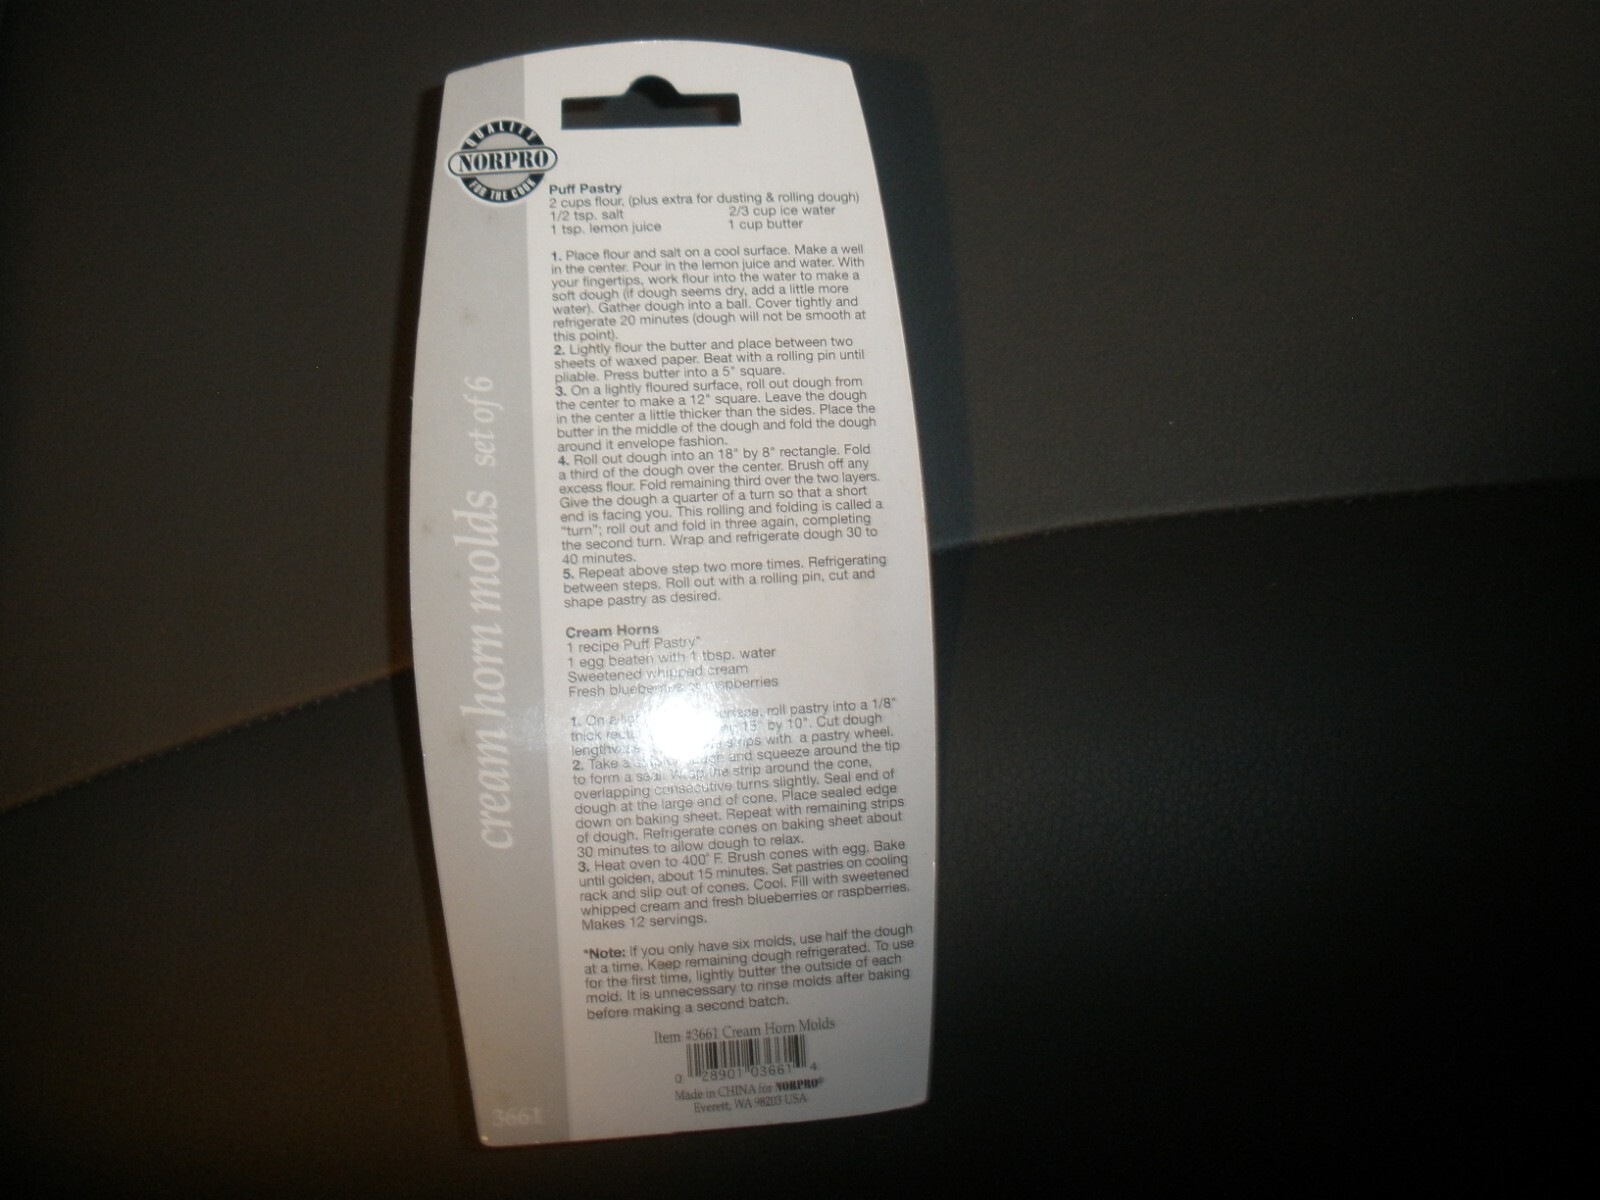 QUALITY
NORPRO
FOR THE COOK
cream horn molds set of 6
3661
Puff Pastry
2 cups flour, (plus extra for dusting & rolling dough)
1/2 tsp. salt 2/3 cup ice water
1 tsp. lemon juice 1 cup butter
1. Place flour and salt on a cool surface. Make a well
in the center. Pour in the lemon juice and water. With
your fingertips, work flour into the water to make a
soft dough (if dough seems dry, add a little more
water). Gather dough into a ball. Cover tightly and
refrigerate 20 minutes (dough will not be smooth at
this point).
2. Lightly flour the butter and place between two
sheets of waxed paper. Beat with a rolling pin until
pliable. Press butter into a 5" square.
3. On a lightly floured surface, roll out dough from
the center to make a 12" square. Leave the dough
in the center a little thicker than the sides. Place the
butter in the middle of the dough and fold the dough
around it envelope fashion.
4. Roll out dough into an 18" by 8" rectangle. Fold
a third of the dough over the center. Brush off any
excess flour. Fold remaining third over the two layers.
Give the dough a quarter of a turn so that a short
end is facing you. This rolling and folding is called a
"turn"; roll out and fold in three again, completing
the second turn. Wrap and refrigerate dough 30 to
40 minutes.
5. Repeat above step two more times. Refrigerating
between steps. Roll out with a rolling pin, cut and
shape pastry as desired.
Cream Horns
1 recipe Puff Pastry*
1 egg beaten with 1 tbsp. water
Sweetened whipped cream
Fresh blueberries or raspberries
1. On a surface, roll pastry into a 1/8"
thick 15" by 10". Cut dough
strips with a pastry wheel.
2. Take a and squeeze around the tip
to form a seal. Wrap the strip around the cone,
overlapping consecutive turns slightly. Seal end of
dough at the large end of cone. Place sealed edge
down on baking sheet. Repeat with remaining strips
of dough. Refrigerate cones on baking sheet about
30 minutes to allow dough to relax.
3. Heat oven to 400° F. Brush cones with egg. Bake
until golden, about 15 minutes. Set pastries on cooling
rack and slip out of cones. Cool. Fill with sweetened
whipped cream and fresh blueberries or raspberries.
Makes 12 servings.
*Note: If you only have six molds, use half the dough
at a time. Keep remaining dough refrigerated. To use
for the first time, lightly butter the outside of each
mold. It is unnecessary to rinse molds after baking
before making a second batch.
Item #3661 Cream Horn Molds
0 28901 03661 4
Made in CHINA for NORPRO®
Everett, WA 98203 USA